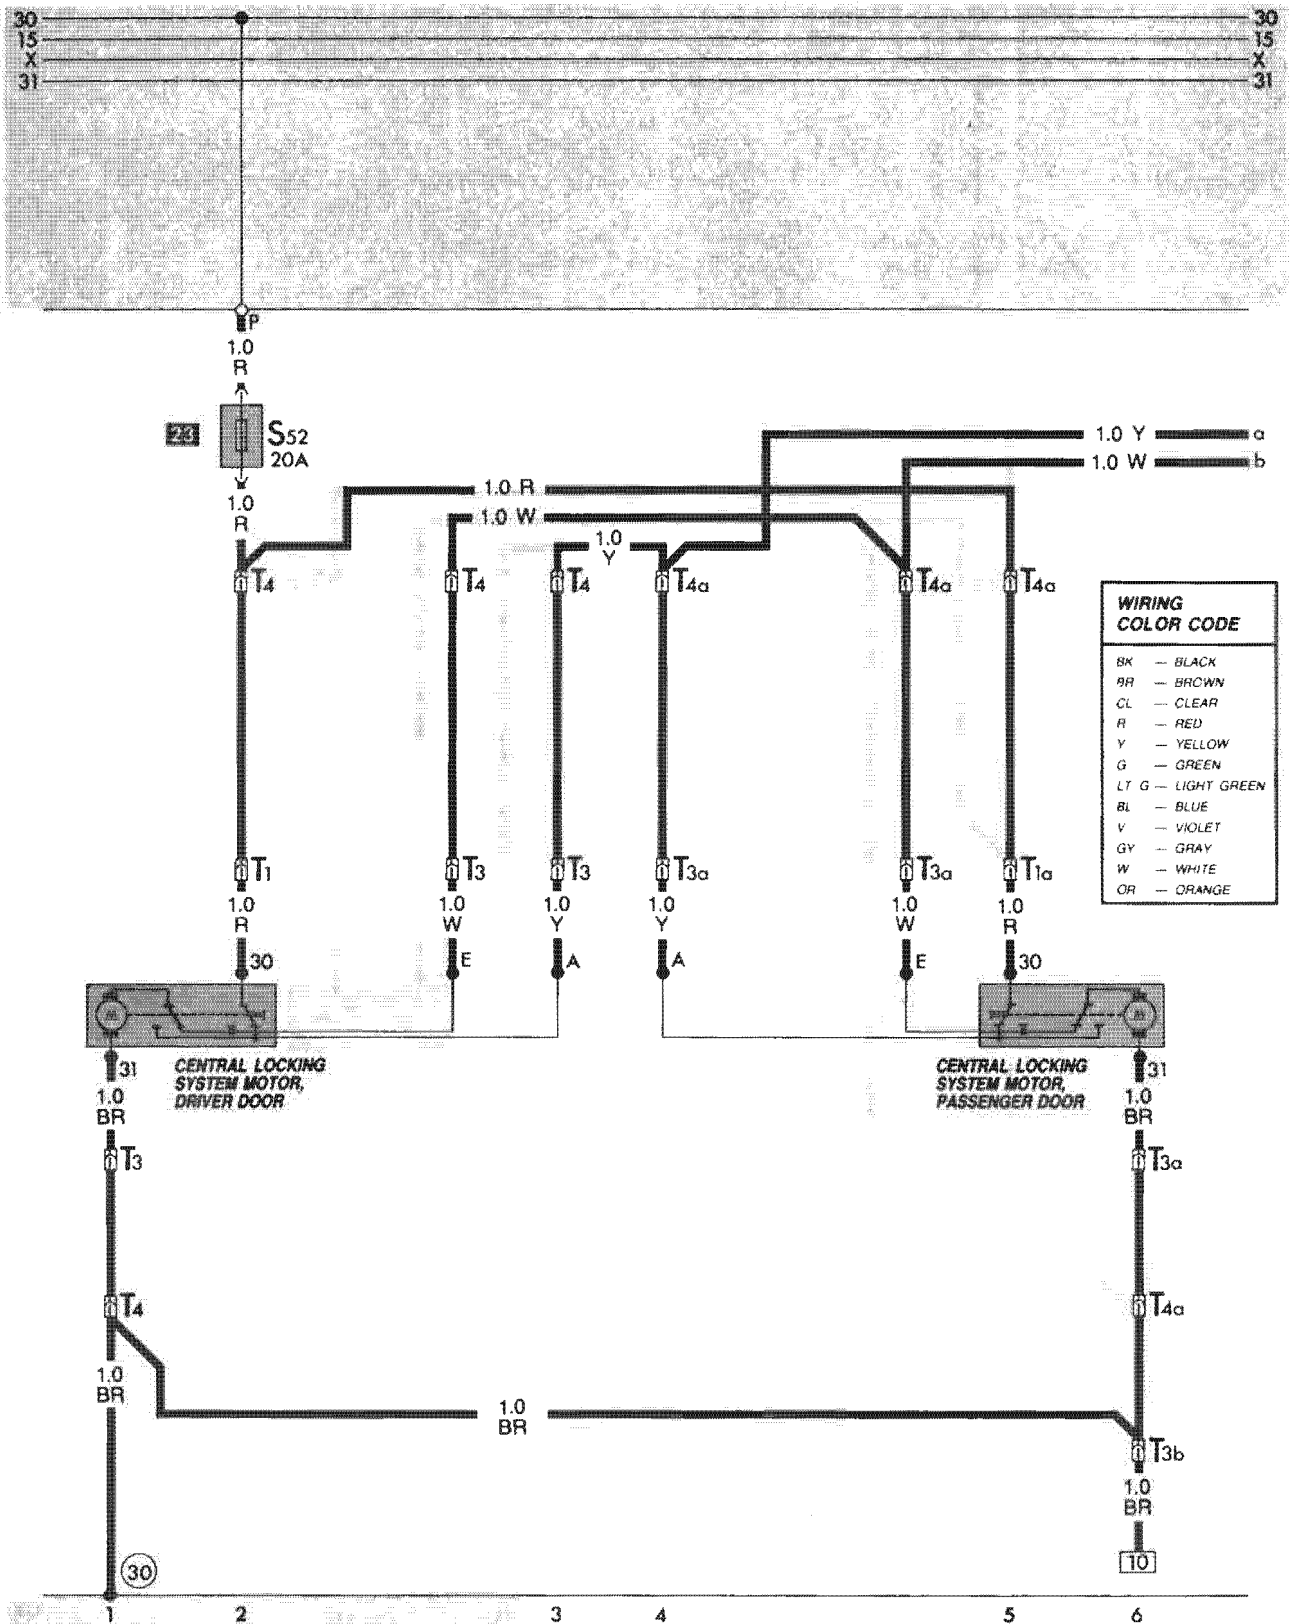 30 30
15 15
X X
31 31
P
1.0
R
23
S52
20A
1.0 Y a
1.0 W b
1.0
R
1.0 R
1.0 W
1.0
Y
T4 T4 T4 T4a T4a T4a
WIRING
COLOR CODE
BK — BLACK
BR — BROWN
CL — CLEAR
R — RED
Y — YELLOW
G — GREEN
LT G — LIGHT GREEN
BL — BLUE
V — VIOLET
GY — GRAY
W — WHITE
OR — ORANGE
T1 T3 T3 T3a T3a T1a
1.0 1.0 1.0 1.0 1.0 1.0
R W Y Y W R
30 E A A E 30
M M
CENTRAL LOCKING
SYSTEM MOTOR,
DRIVER DOOR
CENTRAL LOCKING
SYSTEM MOTOR,
PASSENGER DOOR
31 31
1.0 1.0
BR BR
T3 T3a
T4 T4a
1.0
BR
1.0
BR
T3b
1.0
BR
30
10
1 2 3 4 5 6